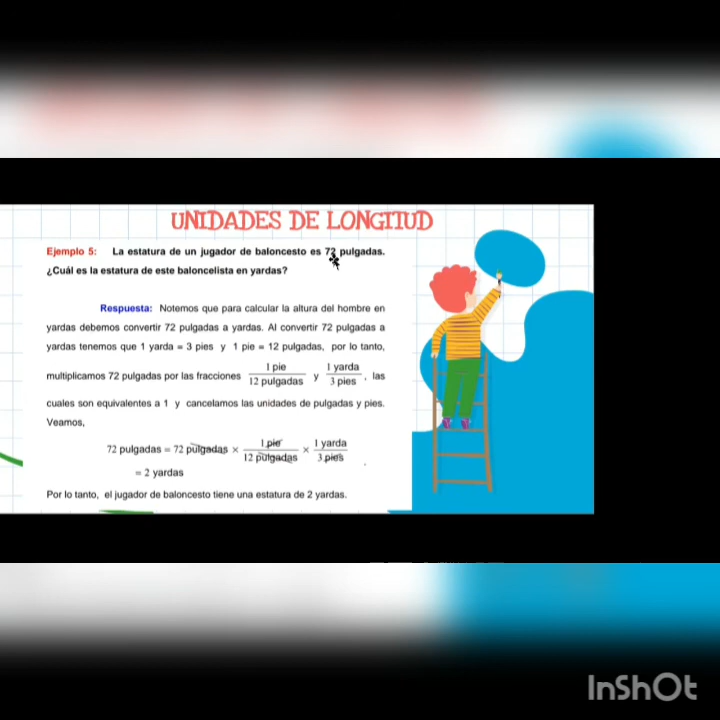 UNIDADES DE LONGITUD
Ejemplo 5: La estatura de un jugador de baloncesto es 72 pulgadas.
¿Cuál es la estatura de este baloncelista en yardas?
Respuesta: Notemos que para calcular la altura del hombre en
yardas debemos convertir 72 pulgadas a yardas. Al convertir 72 pulgadas a
yardas tenemos que 1 yarda = 3 pies y 1 pie = 12 pulgadas, por lo tanto,
multiplicamos 72 pulgadas por las fracciones 1 pie / 12 pulgadas y 1 yarda / 3 pies , las
cuales son equivalentes a 1 y cancelamos las unidades de pulgadas y pies.
Veamos,
72 pulgadas = 72 pulgadas × 1 pie / 12 pulgadas × 1 yarda / 3 pies
= 2 yardas
Por lo tanto, el jugador de baloncesto tiene una estatura de 2 yardas.
InShOt